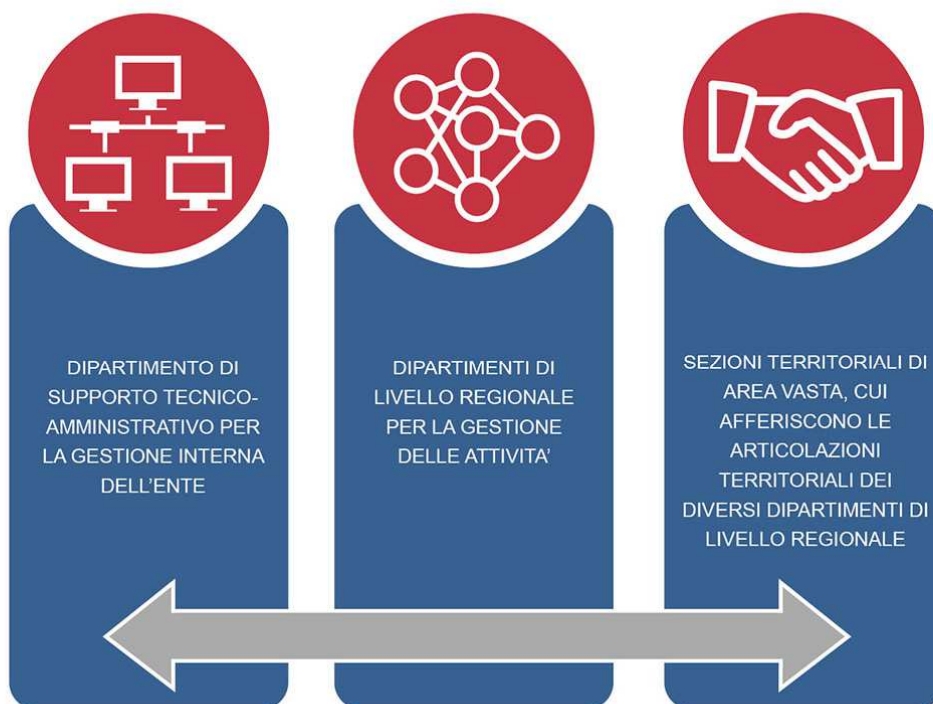 DIPARTIMENTO DI
SUPPORTO TECNICO-
AMMINISTRATIVO PER
LA GESTIONE INTERNA
DELL'ENTE
DIPARTIMENTI DI
LIVELLO REGIONALE
PER LA GESTIONE
DELLE ATTIVITA'
SEZIONI TERRITORIALI DI
AREA VASTA, CUI
AFFERISCONO LE
ARTICOLAZIONI
TERRITORIALI DEI
DIVERSI DIPARTIMENTI DI
LIVELLO REGIONALE